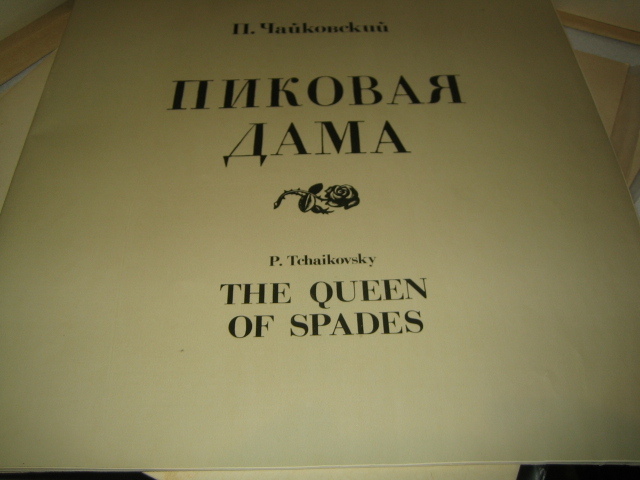 П. Чайковский
ПИКОВАЯ
ДАМА
P. Tchaikovsky
THE QUEEN
OF SPADES